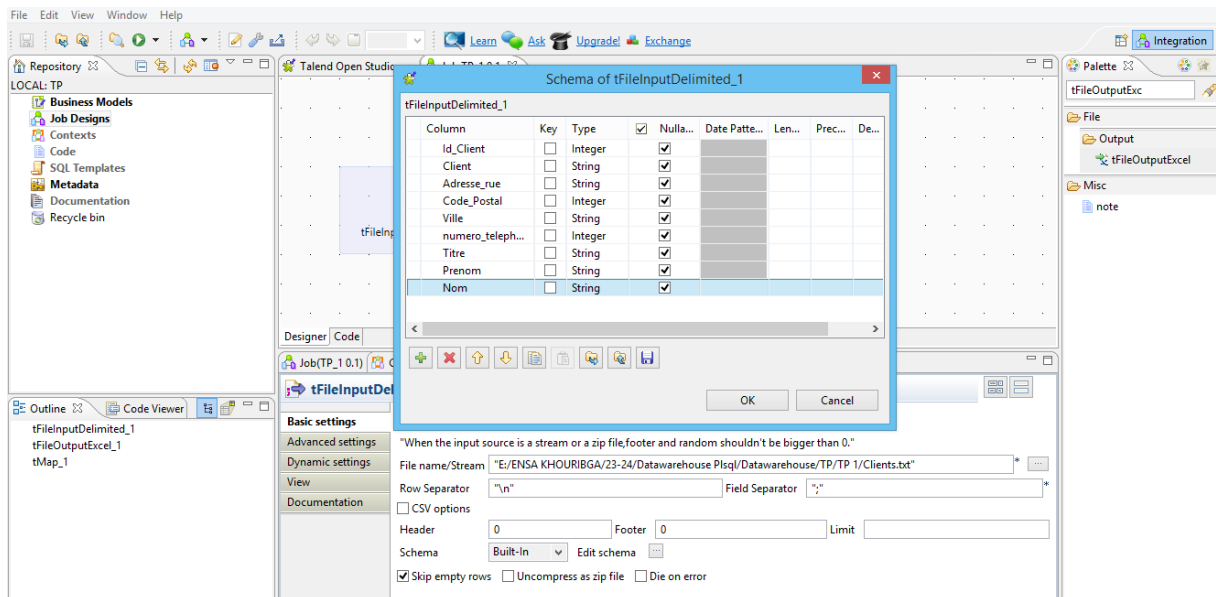 File Edit View Window Help
Learn Ask Upgrade! Exchange Integration
Repository
LOCAL: TP
Business Models
Job Designs
Contexts
Code
SQL Templates
Metadata
Documentation
Recycle bin
Talend Open Studio
Schema of tFileInputDelimited_1
tFileInputDelimited_1
Column Key Type Nulla... Date Patte... Len... Prec... De...
Id_Client Integer
Client String
Adresse_rue String
Code_Postal Integer
Ville String
numero_teleph... Integer
Titre String
Prenom String
Nom String
OK Cancel
Palette
tFileOutputExc
File
Output
tFileOutputExcel
Misc
note
tFileInp
Designer Code
Job(TP_1 0.1)
tFileInputDel
Outline Code Viewer
tFileInputDelimited_1
tFileOutputExcel_1
tMap_1
Basic settings
Advanced settings
Dynamic settings
View
Documentation
"When the input source is a stream or a zip file,footer and random shouldn't be bigger than 0."
File name/Stream "E:/ENSA KHOURIBGA/23-24/Datawarehouse Plsql/Datawarehouse/TP/TP 1/Clients.txt" * ...
Row Separator "\n" Field Separator ";" *
CSV options
Header 0 Footer 0 Limit
Schema Built-In Edit schema ...
Skip empty rows Uncompress as zip file Die on error